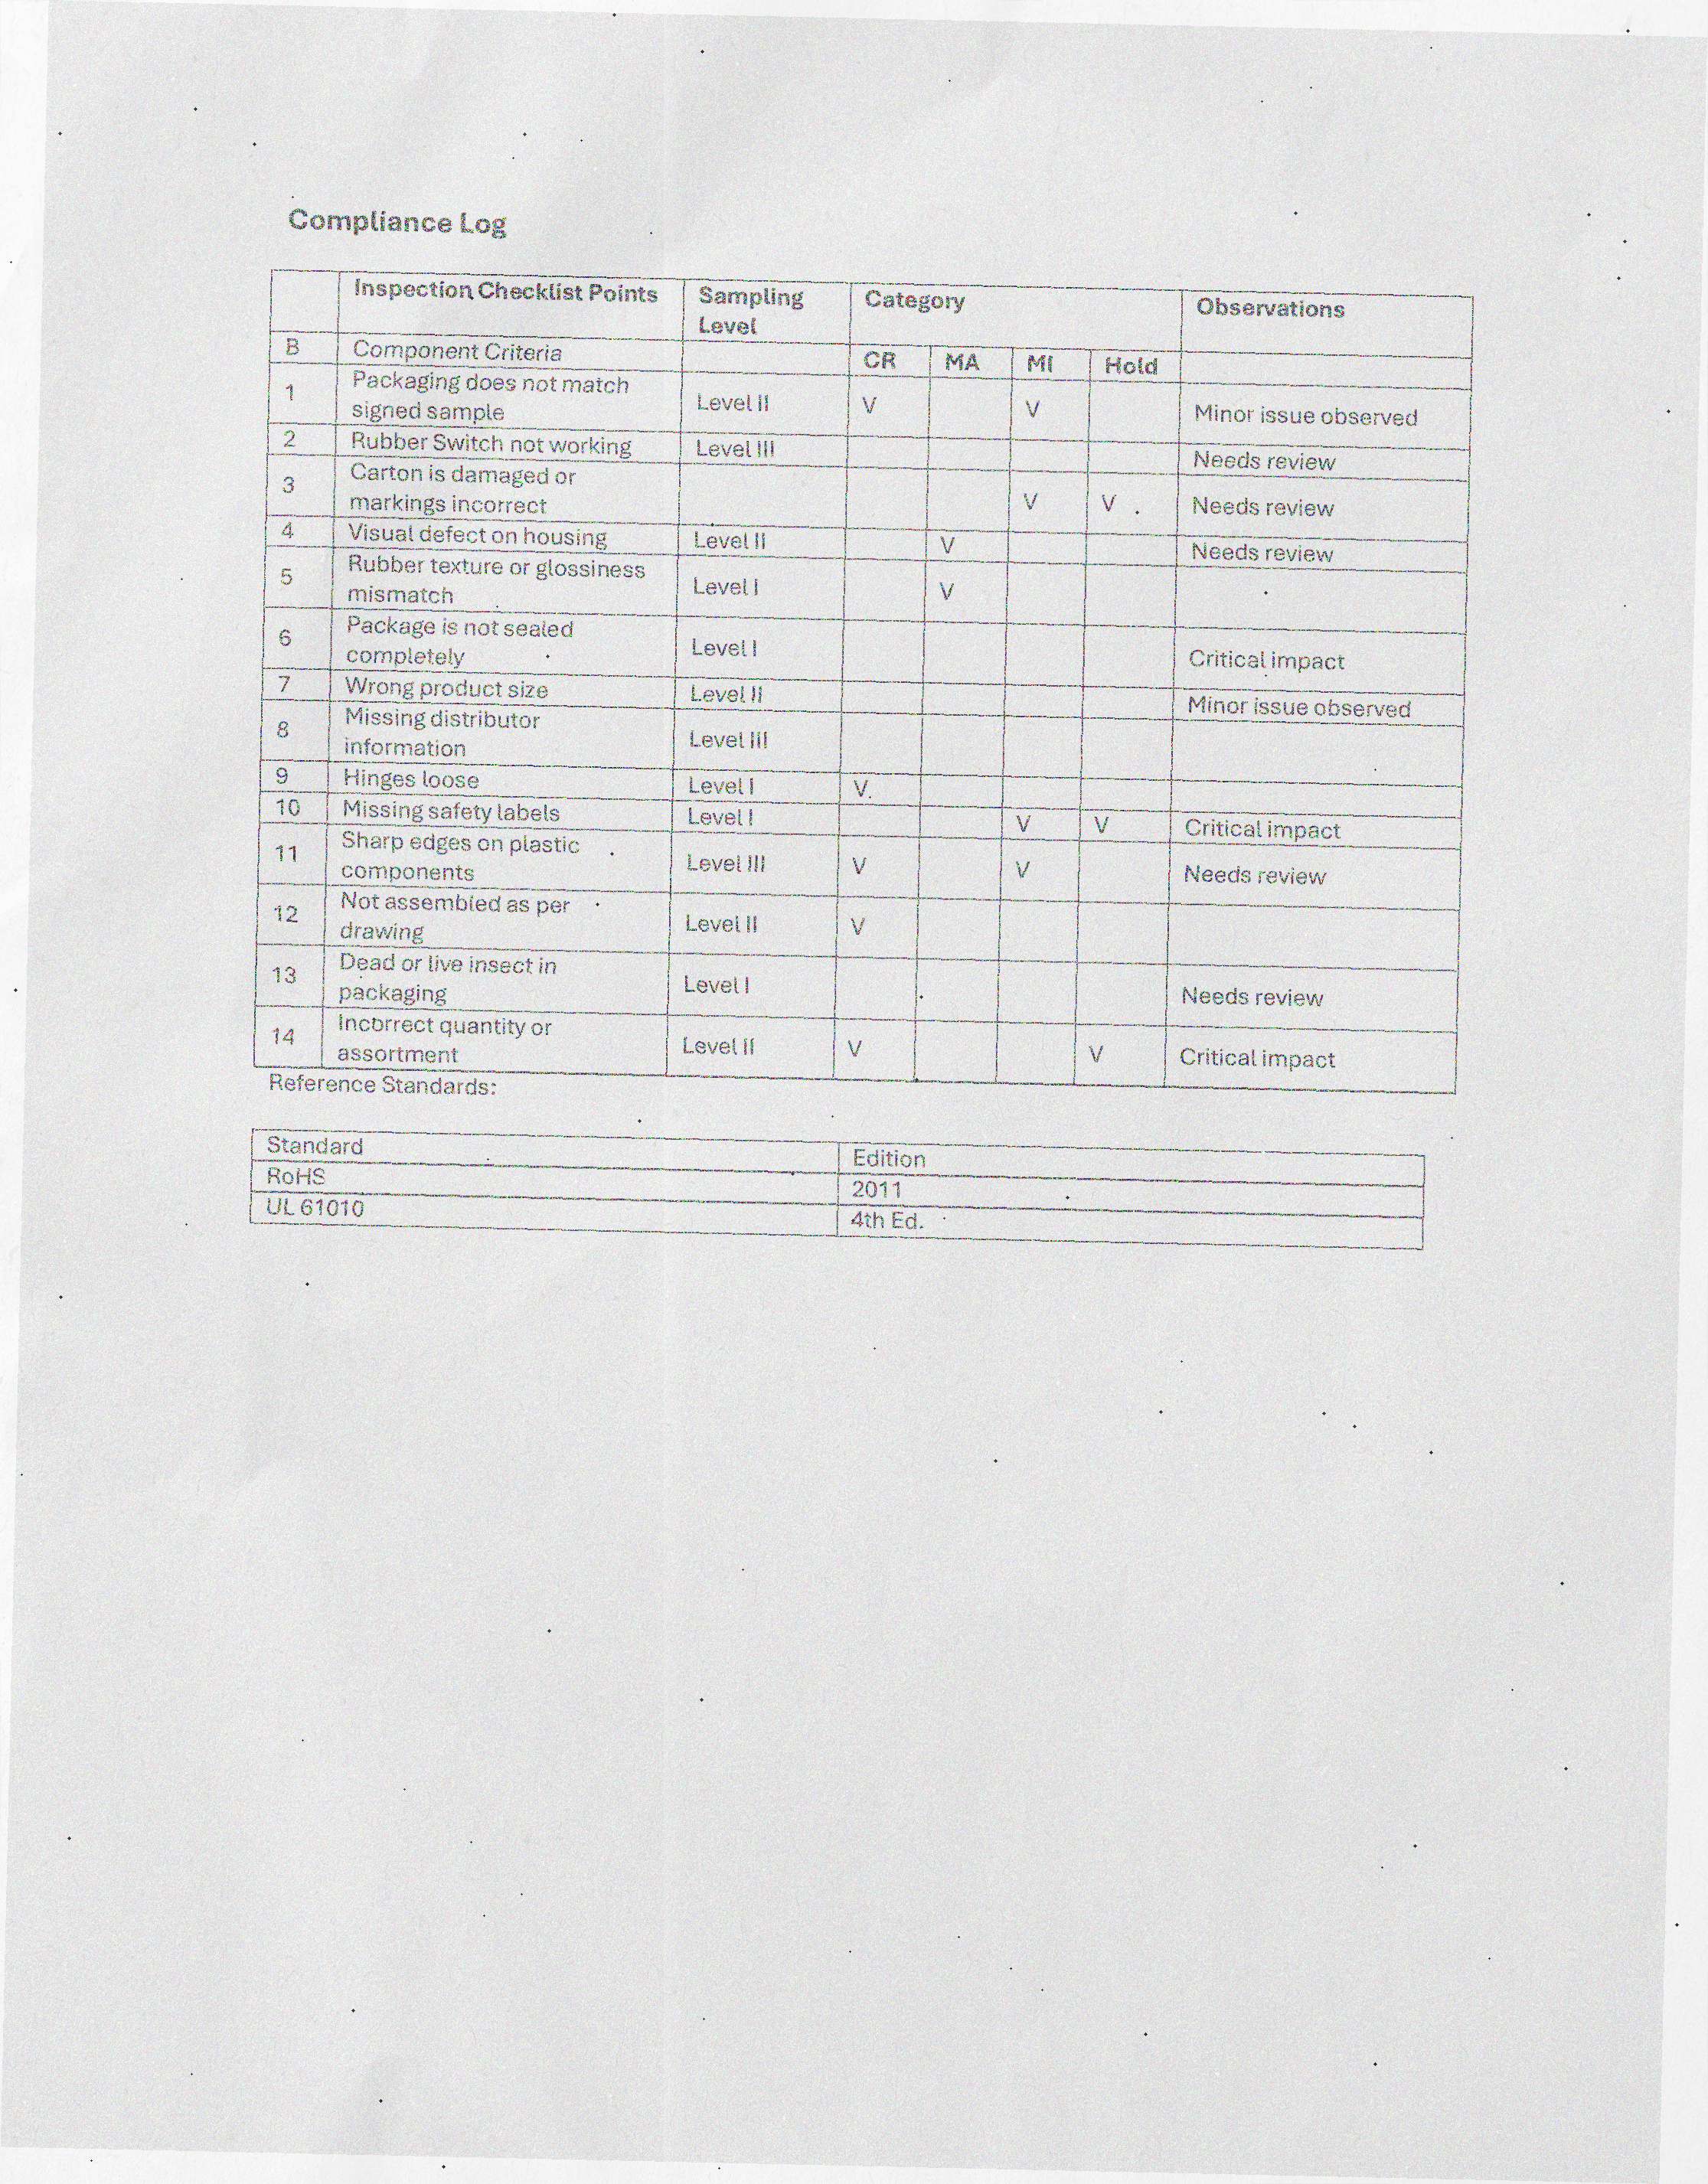 Compliance Log
Inspection Checklist Points Sampling Level Category Observations
B Component Criteria CR MA MI Hold
1 Packaging does not match signed sample Level II V V Minor issue observed
2 Rubber Switch not working Level III Needs review
3 Carton is damaged or markings incorrect V V Needs review
4 Visual defect on housing Level II V Needs review
5 Rubber texture or glossiness mismatch Level I V
6 Package is not sealed completely Level I Critical impact
7 Wrong product size Level II Minor issue observed
8 Missing distributor information Level III
9 Hinges loose Level I V
10 Missing safety labels Level I V V Critical impact
11 Sharp edges on plastic components Level III V V Needs review
12 Not assembled as per drawing Level II V
13 Dead or live insect in packaging Level I Needs review
14 Incorrect quantity or assortment Level II V V Critical impact
Reference Standards:
Standard Edition
RoHS 2011
UL 61010 4th Ed.